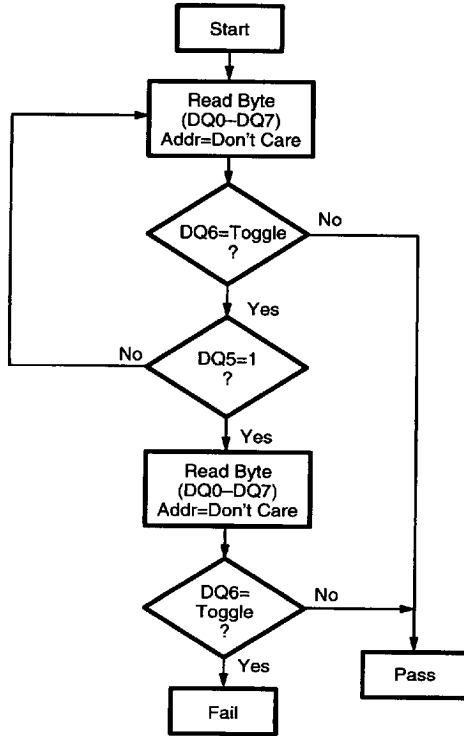 Start
Read Byte
(DQ0–DQ7)
Addr=Don't Care
DQ6=Toggle
?
No
Yes
DQ5=1
?
No
Yes
Read Byte
(DQ0–DQ7)
Addr=Don't Care
DQ6=
Toggle
?
No
Yes
Pass
Fail